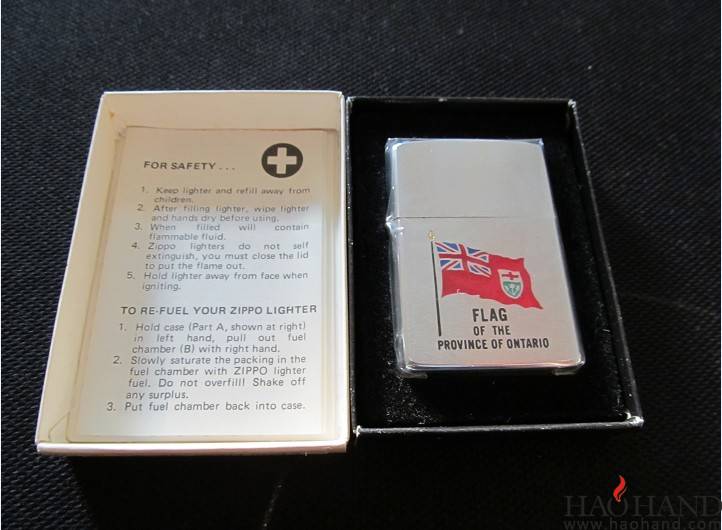 FOR SAFETY . . .
1. Keep lighter and refill away from
children.
2. After filling lighter, wipe lighter
and hands dry before using.
3. When filled will contain
flammable fluid.
4. Zippo lighters do not self
extinguish, you must close the lid
to put the flame out.
5. Hold lighter away from face when
igniting.
TO RE-FUEL YOUR ZIPPO LIGHTER
1. Hold case (Part A, shown at right)
in left hand, pull out fuel
chamber (B) with right hand.
2. Slowly saturate the packing in the
fuel chamber with ZIPPO lighter
fuel. Do not overfill! Shake off
any surplus.
3. Put fuel chamber back into case.
FLAG
OF THE
PROVINCE OF ONTARIO
HAOHAND
www.haohand.com